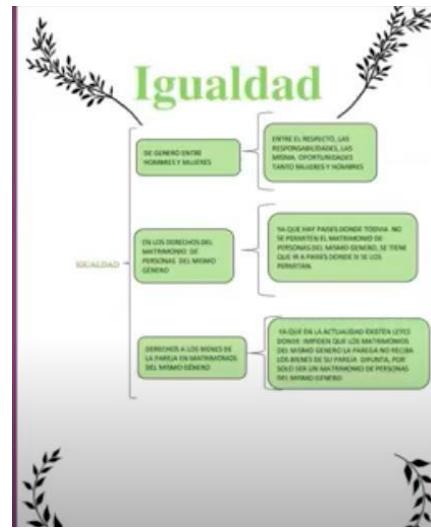 Igualdad
DE GENERO ENTRE
HOMBRES Y MUJERES
ENTRE EL RESPETO, LAS
RESPONSABILIDADES, LAS
MISMA OPORTUNIDADES
TANTO MUJERES Y HOMBRES
IGUALDAD
EN LOS DERECHOS DEL
MATRIMONIO DE
PERSONAS DEL MISMO
GÉNERO
YA QUE HAY PAISES DONDE TODIVIA NO
SE PERMITEN EL MATRIMONIO DE
PERSONAS DEL MISMO GENERO, SE TIENE
QUE IR A PAISES DONDE SI SE LOS
PERMITAN.
DERECHOS A LOS BIENES DE
LA PAREJA EN MATRIMONIOS
DEL MISMO GÉNERO
YA QUE EN LA ACTUALIDAD EXISTEN LEYES
DONDE IMPIDEN QUE LOS MATRIMONIOS
DEL MISMO GENERO LA PAREGA NO RECIBA
LOS BIENES DE SU PAREJA DIFUNTA, POR
SOLO SER UN MATRIMONIO DE PERSONAS
DEL MISMO GENERO